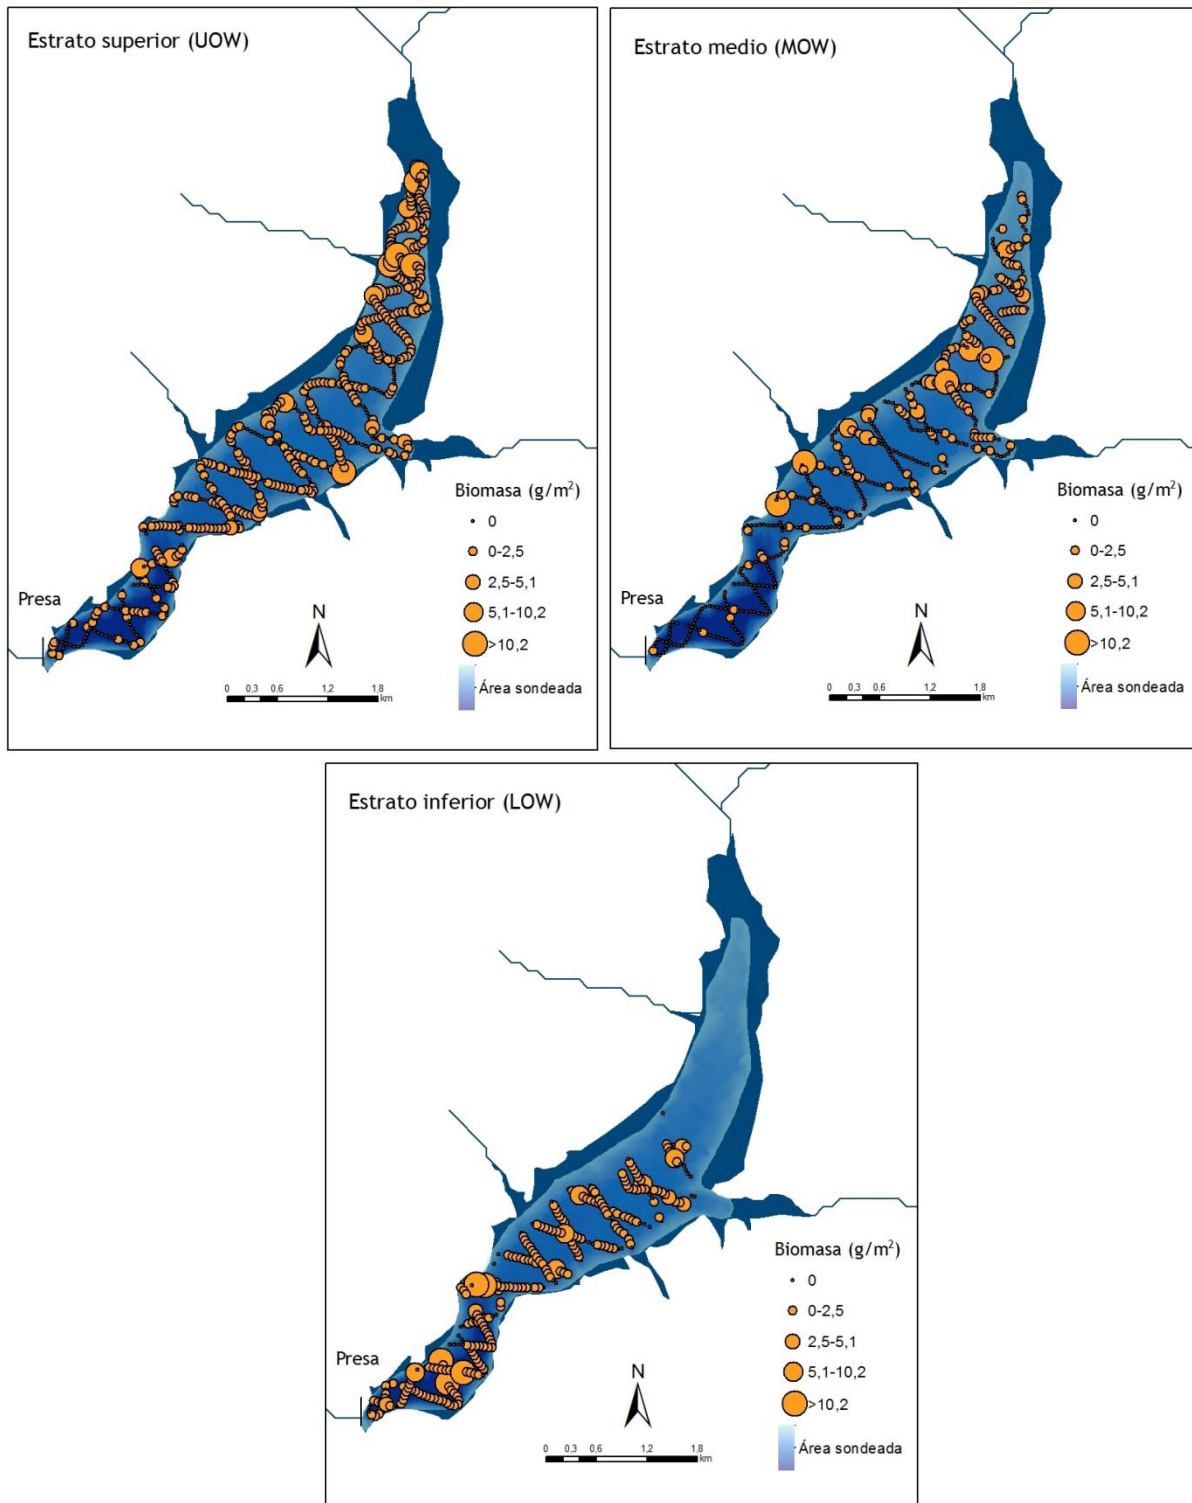 Estrato superior (UOW)
Presa
N
0 0,3 0,6 1,2 1,8
km
Biomasa (g/m²)
0
0-2,5
2,5-5,1
5,1-10,2
>10,2
Área sondeada
Estrato medio (MOW)
Presa
N
0 0,3 0,6 1,2 1,8
km
Biomasa (g/m²)
0
0-2,5
2,5-5,1
5,1-10,2
>10,2
Área sondeada
Estrato inferior (LOW)
Presa
N
0 0,3 0,6 1,2 1,8
km
Biomasa (g/m²)
0
0-2,5
2,5-5,1
5,1-10,2
>10,2
Área sondeada